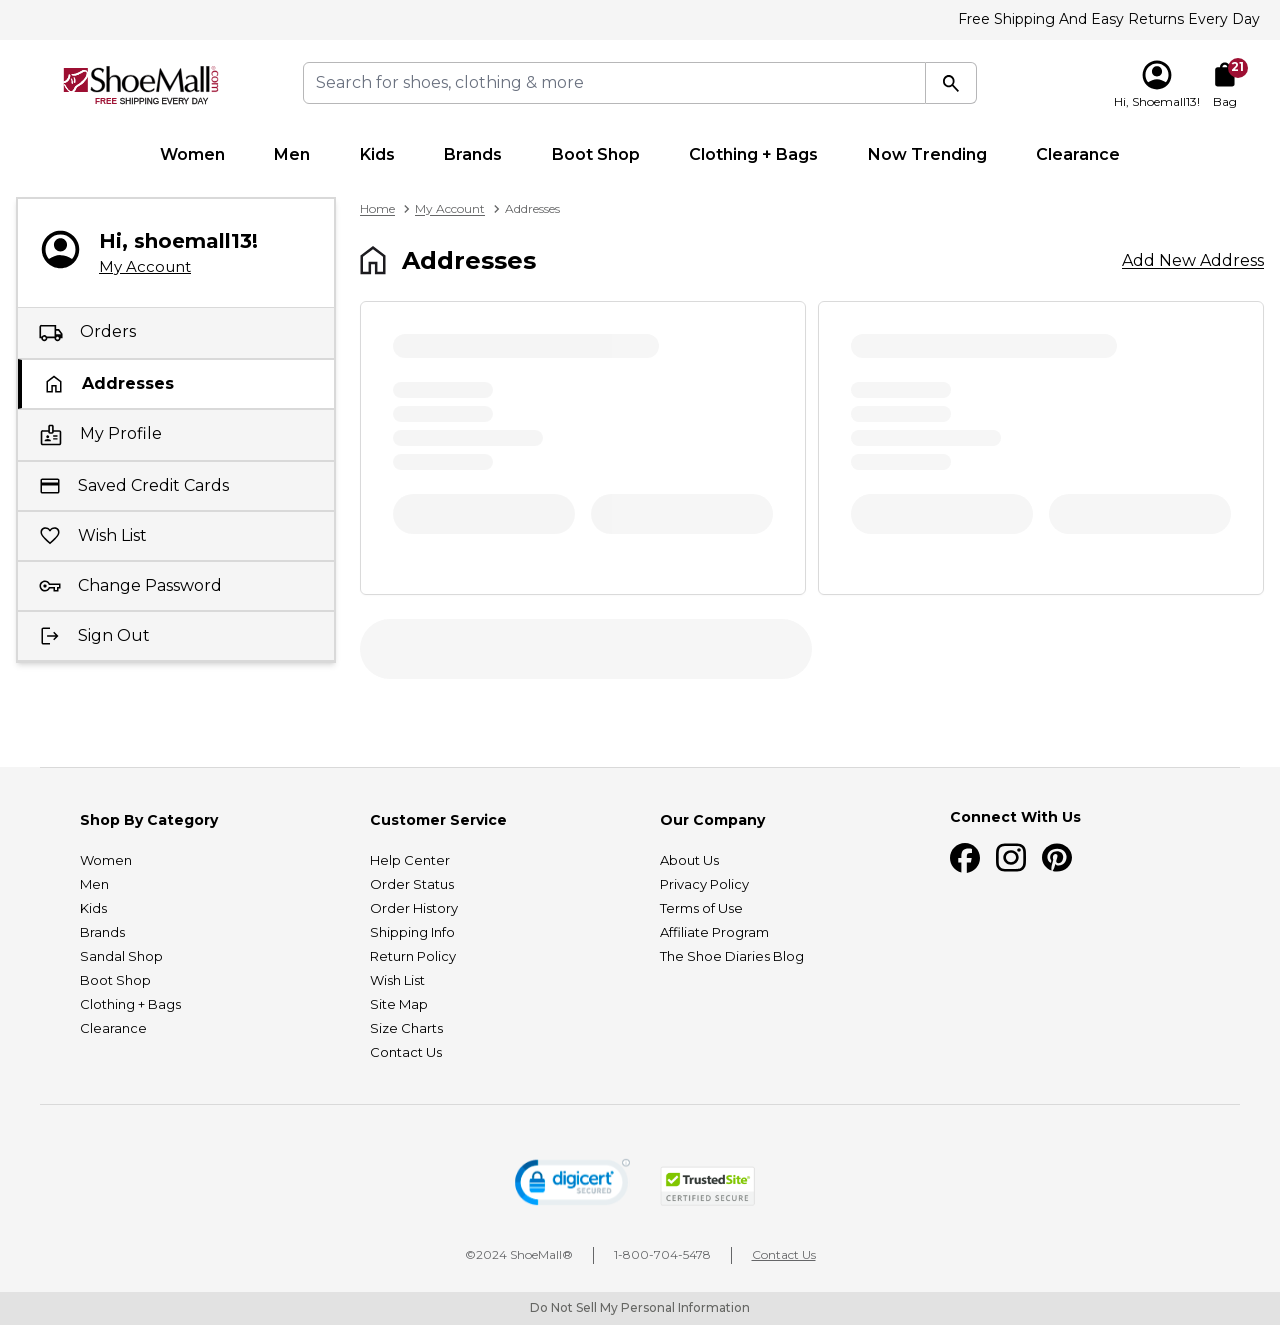 Free Shipping And Easy Returns Every Day
ShoeMall®.com
FREE SHIPPING EVERY DAY
Search for shoes, clothing & more
Hi, Shoemall13!
21
Bag
Women
Men
Kids
Brands
Boot Shop
Clothing + Bags
Now Trending
Clearance
Hi, shoemall13!
My Account
Orders
Addresses
My Profile
Saved Credit Cards
Wish List
Change Password
Sign Out
Home
My Account
Addresses
Addresses
Add New Address
Shop By Category
Women
Men
Kids
Brands
Sandal Shop
Boot Shop
Clothing + Bags
Clearance
Customer Service
Help Center
Order Status
Order History
Shipping Info
Return Policy
Wish List
Site Map
Size Charts
Contact Us
Our Company
About Us
Privacy Policy
Terms of Use
Affiliate Program
The Shoe Diaries Blog
Connect With Us
digicert
SECURED
TrustedSite
CERTIFIED SECURE
©2024 ShoeMall®
1-800-704-5478
Contact Us
Do Not Sell My Personal Information